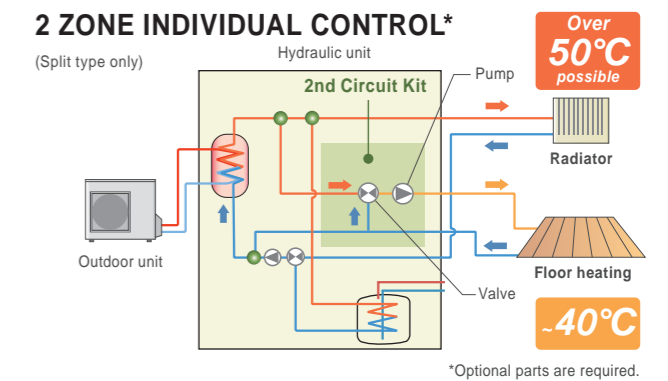 2 ZONE INDIVIDUAL CONTROL*
(Split type only)
Hydraulic unit
Over
50°C
possible
2nd Circuit Kit
Pump
Radiator
Outdoor unit
Floor heating
Valve
~40°C
*Optional parts are required.